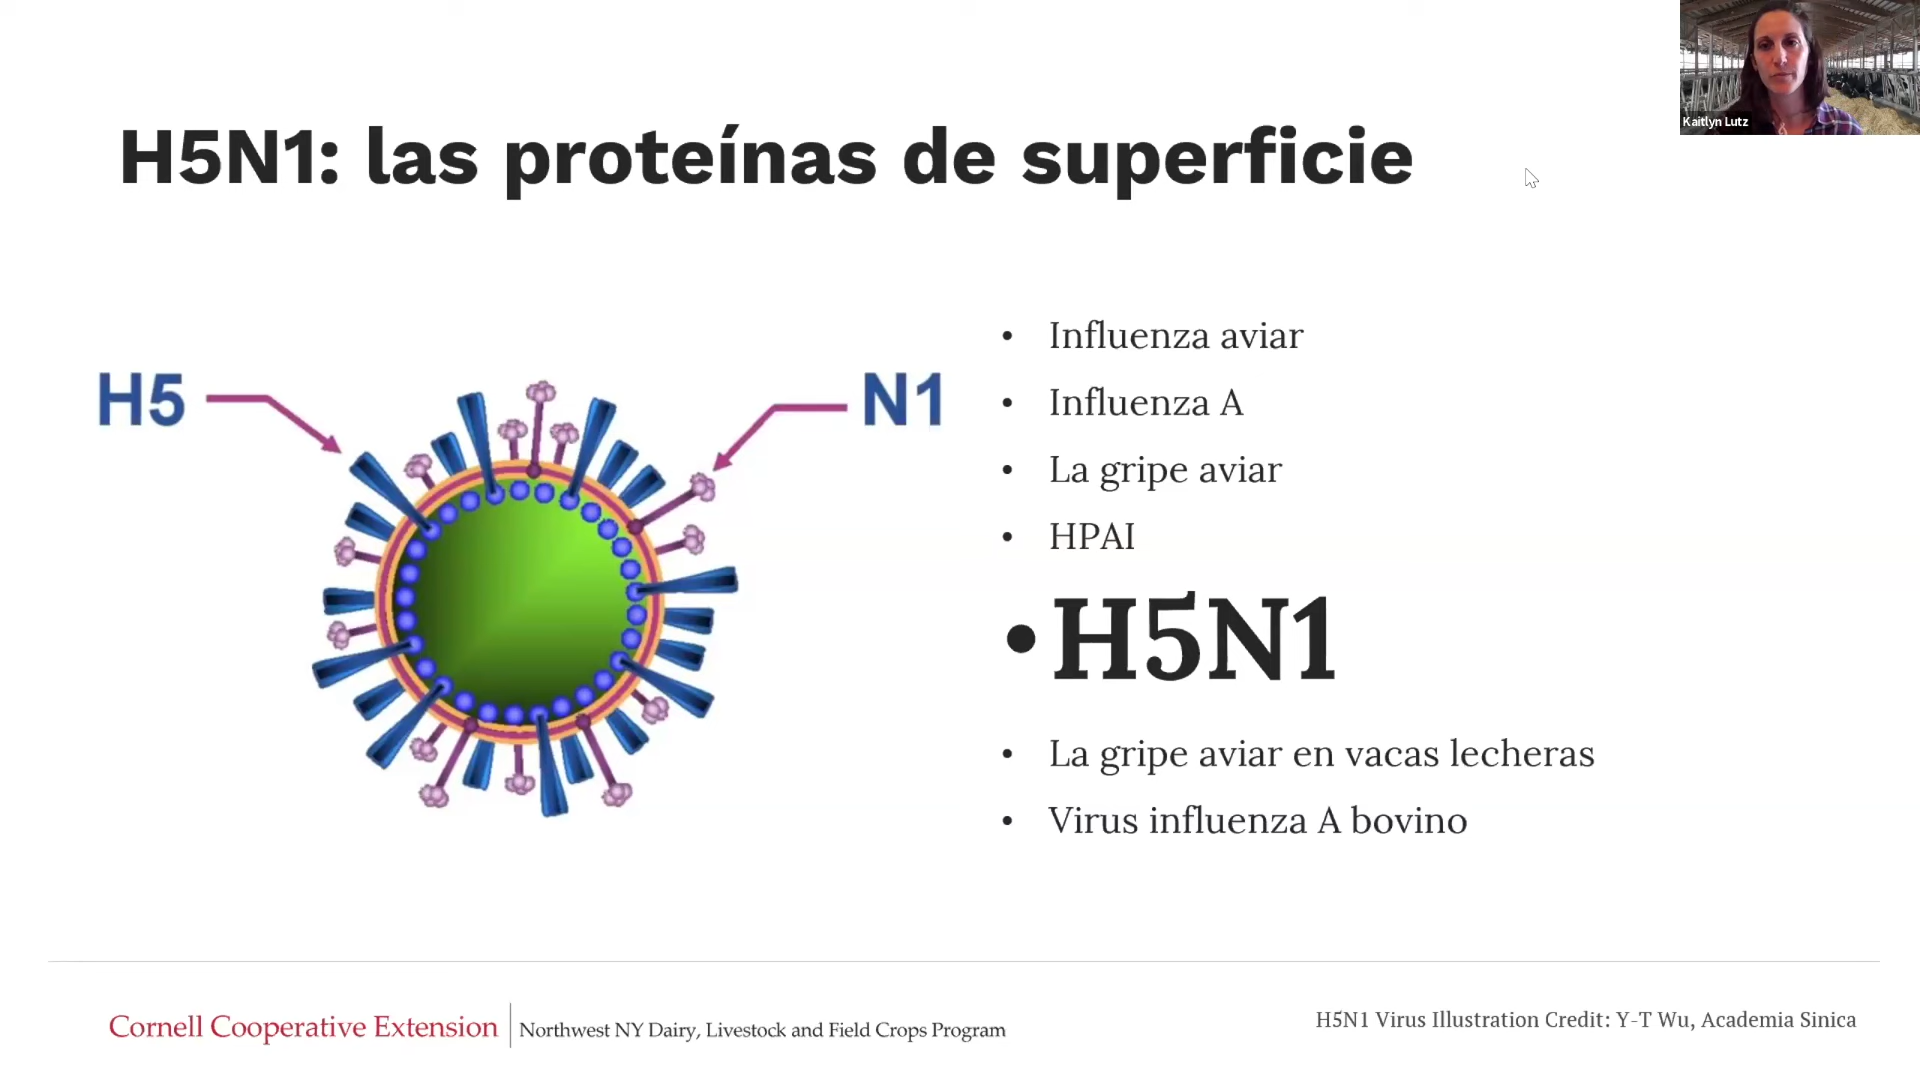 Kaitlyn Lutz
H5N1: las proteínas de superficie
H5
N1
• Influenza aviar
• Influenza A
• La gripe aviar
• HPAI
• H5N1
• La gripe aviar en vacas lecheras
• Virus influenza A bovino
Cornell Cooperative Extension | Northwest NY Dairy, Livestock and Field Crops Program
H5N1 Virus Illustration Credit: Y-T Wu, Academia Sinica